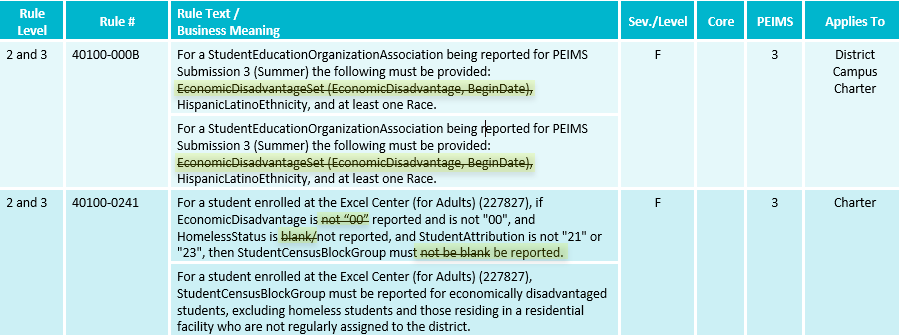 Rule Level
Rule #
Rule Text /
Business Meaning
Sev./Level
Core
PEIMS
Applies To
2 and 3
40100-000B
For a StudentEducationOrganizationAssociation being reported for PEIMS
Submission 3 (Summer) the following must be provided:
EconomicDisadvantageSet (EconomicDisadvantage, BeginDate),
HispanicLatinoEthnicity, and at least one Race.
F
3
District
Campus
Charter
For a StudentEducationOrganizationAssociation being reported for PEIMS
Submission 3 (Summer) the following must be provided:
EconomicDisadvantageSet (EconomicDisadvantage, BeginDate),
HispanicLatinoEthnicity, and at least one Race.
2 and 3
40100-0241
For a student enrolled at the Excel Center (for Adults) (227827), if
EconomicDisadvantage is not “00” reported and is not "00", and
HomelessStatus is blank/not reported, and StudentAttribution is not "21" or
"23", then StudentCensusBlockGroup must not be blank be reported.
F
3
Charter
For a student enrolled at the Excel Center (for Adults) (227827),
StudentCensusBlockGroup must be reported for economically disadvantaged
students, excluding homeless students and those residing in a residential
facility who are not regularly assigned to the district.